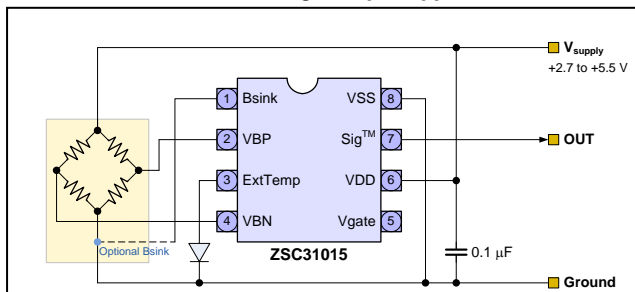 V supply
+2.7 to +5.5 V
1 Bsink VSS 8
2 VBP Sig™ 7
OUT
3 ExtTemp VDD 6
4 VBN Vgate 5
Optional Bsink
ZSC31015
0.1 µF
Ground